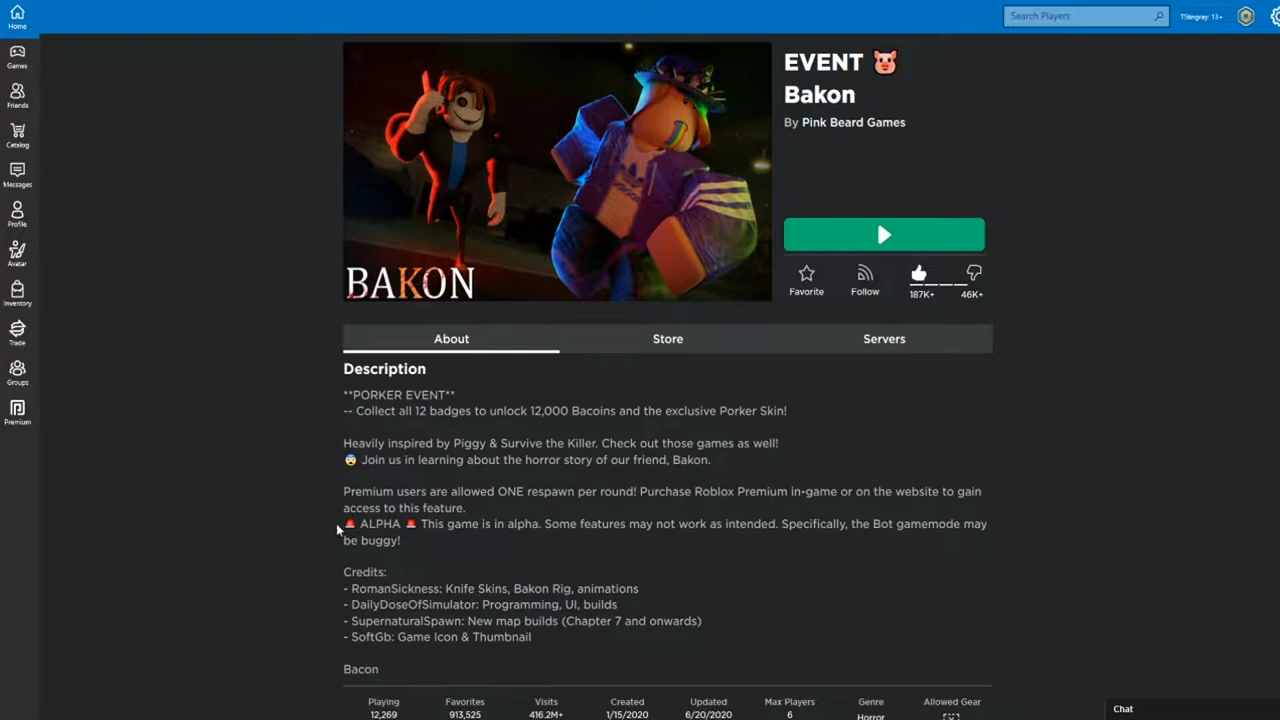 Home
Search Players
TStingray: 13+
Games
Friends
Catalog
Messages
Profile
Avatar
Inventory
Trade
Groups
Premium
BAKON
EVENT 🐷
Bakon
By Pink Beard Games
Favorite
Follow
187K+
46K+
About
Store
Servers
Description
**PORKER EVENT**
-- Collect all 12 badges to unlock 12,000 Bacoins and the exclusive Porker Skin!
Heavily inspired by Piggy & Survive the Killer. Check out those games as well!
😨 Join us in learning about the horror story of our friend, Bakon.
Premium users are allowed ONE respawn per round! Purchase Roblox Premium in-game or on the website to gain
access to this feature.
🚨 ALPHA 🚨 This game is in alpha. Some features may not work as intended. Specifically, the Bot gamemode may
be buggy!
Credits:
- RomanSickness: Knife Skins, Bakon Rig, animations
- DailyDoseOfSimulator: Programming, UI, builds
- SupernaturalSpawn: New map builds (Chapter 7 and onwards)
- SoftGb: Game Icon & Thumbnail
Bacon
Playing Favorites Visits Created Updated Max Players Genre Allowed Gear
12,269 913,525 416.2M+ 1/15/2020 6/20/2020 6 Horror
Chat